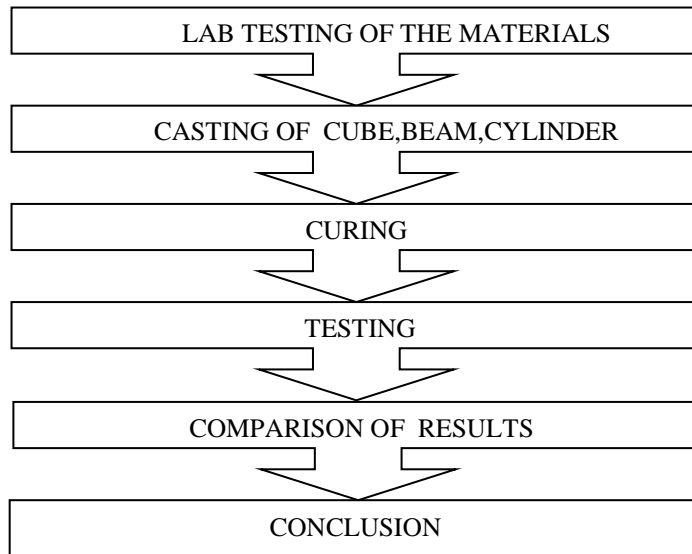 LAB TESTING OF THE MATERIALS
CASTING OF CUBE,BEAM,CYLINDER
CURING
TESTING
COMPARISON OF RESULTS
CONCLUSION